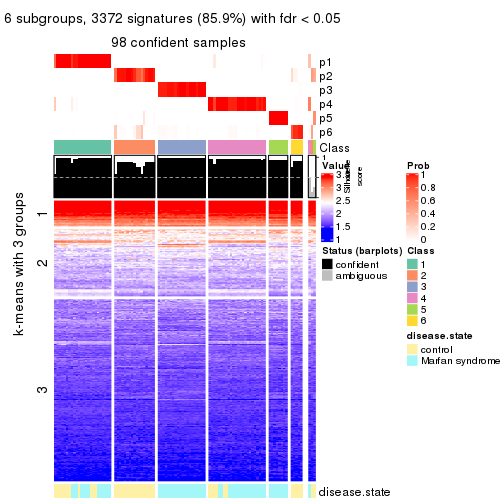 6 subgroups, 3372 signatures (85.9%) with fdr < 0.05
98 confident samples
p1
p2
p3
p4
p5
p6
Class
1
Silhouette
score
Value
3
2.5
2
1.5
1
Prob
1
0.8
0.6
0.4
0.2
0
Status (barplots)
confident
ambiguous
Class
1
2
3
4
5
6
disease.state
control
Marfan syndrome
k-means with 3 groups
1
2
3
disease.state